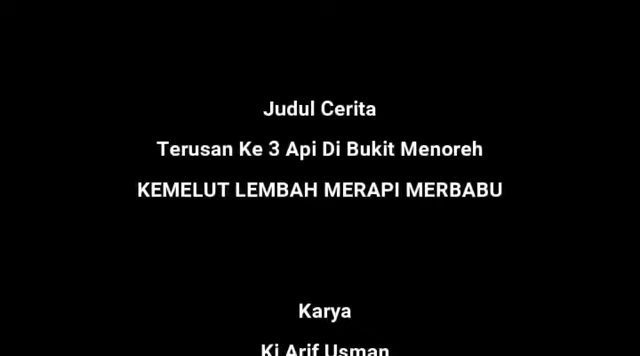 Judul Cerita
Terusan Ke 3 Api Di Bukit Menoreh
KEMELUT LEMBAH MERAPI MERBABU
Karya
Ki Arif Usman